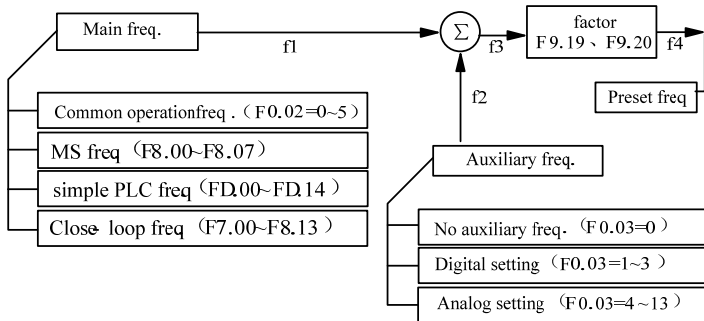 Main freq.
f1
Σ
f3
factor
F9.19、F9.20
f4
f2
Preset freq
Common operationfreq .（F0.02=0~5）
MS freq（F8.00~F8.07）
simple PLC freq（FD.00~FD.14）
Close- loop freq（F7.00~F8.13）
Auxiliary freq.
No auxiliary freq.（F0.03=0）
Digital setting（F0.03=1~3）
Analog setting（F0.03=4~13）